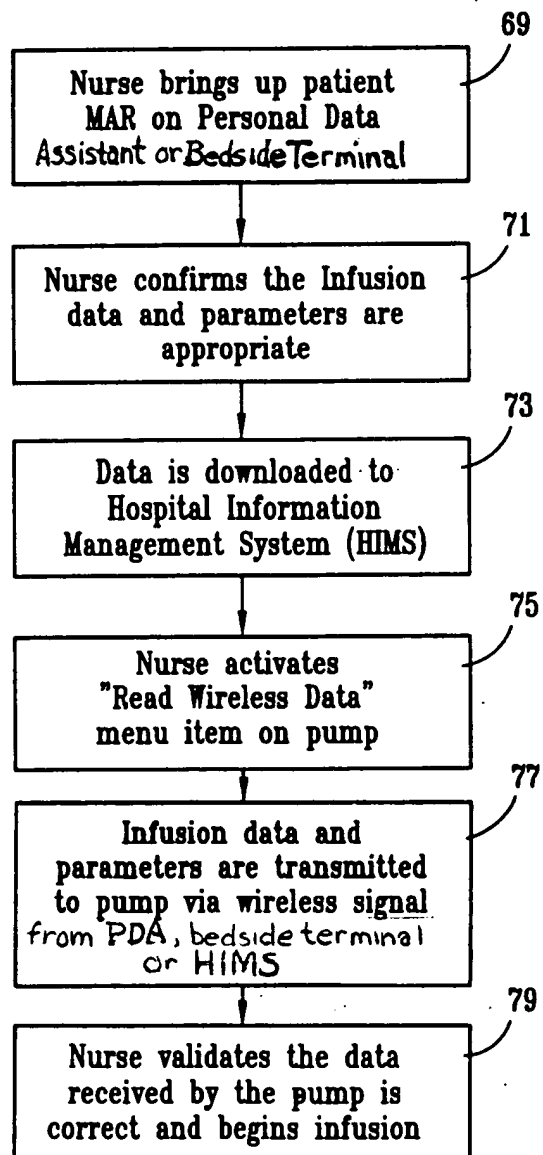 69
Nurse brings up patient
MAR on Personal Data
Assistant or Bedside Terminal
71
Nurse confirms the Infusion
data and parameters are
appropriate
73
Data is downloaded to
Hospital Information
Management System (HIMS)
75
Nurse activates
"Read Wireless Data"
menu item on pump
77
Infusion data and
parameters are transmitted
to pump via wireless signal
from PDA, bedside terminal
or HIMS
79
Nurse validates the data
received by the pump is
correct and begins infusion